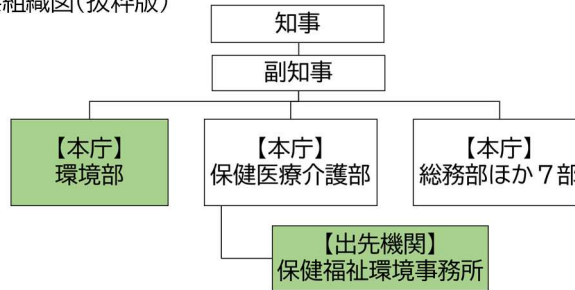 組織図(抜粋版)
知事
副知事
【本庁】
環境部
【本庁】
保健医療介護部
【本庁】
総務部ほか7部
【出先機関】
保健福祉環境事務所